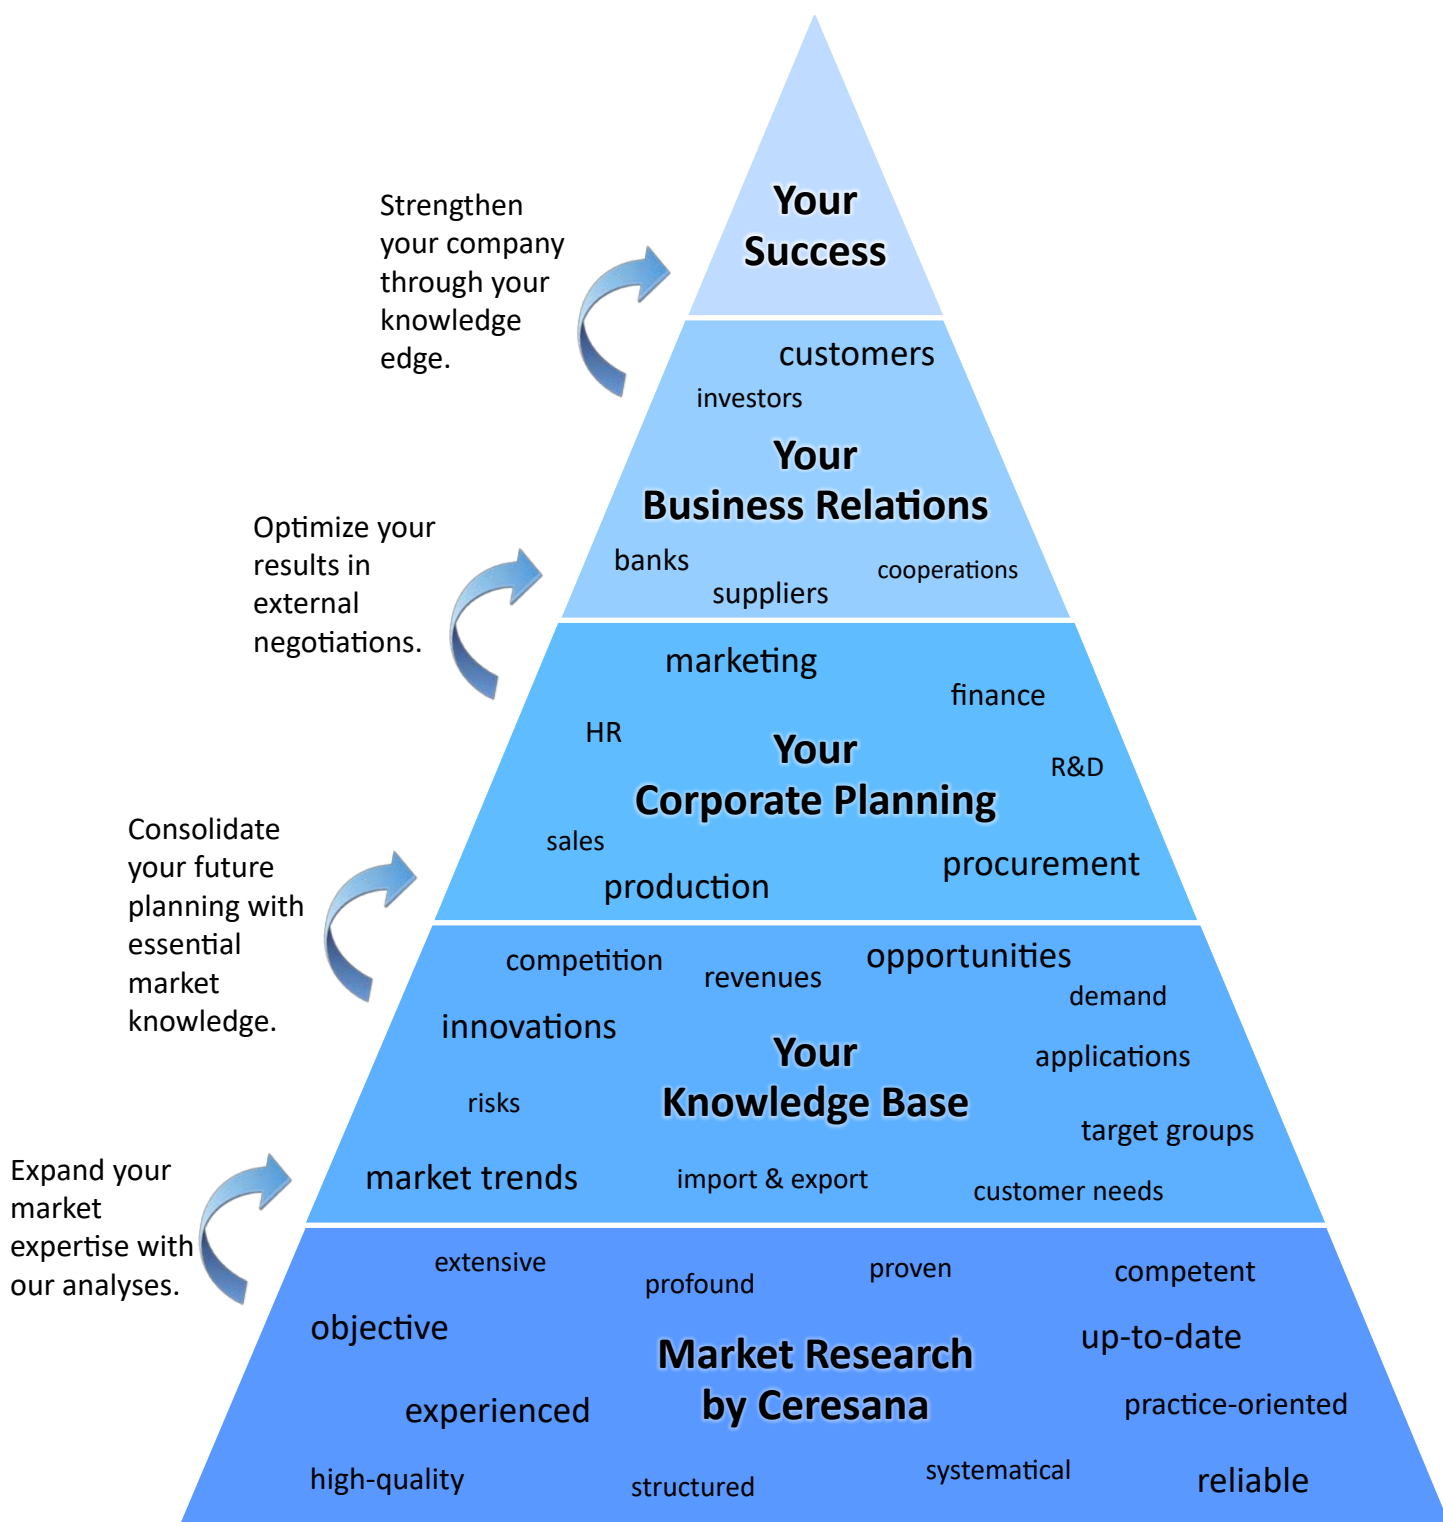 Your
Success
Strengthen
your company
through your
knowledge
edge.
customers
investors
Your
Business Relations
banks
cooperations
suppliers
Optimize your
results in
external
negotiations.
marketing
finance
HR
Your
R&D
Corporate Planning
sales
procurement
production
Consolidate
your future
planning with
essential
market
knowledge.
competition
revenues
opportunities
demand
innovations
Your
applications
Knowledge Base
risks
target groups
market trends
import & export
customer needs
Expand your
market
expertise with
our analyses.
extensive
profound
proven
competent
objective
up-to-date
Market Research
by Ceresana
experienced
practice-oriented
high-quality
structured
systematical
reliable